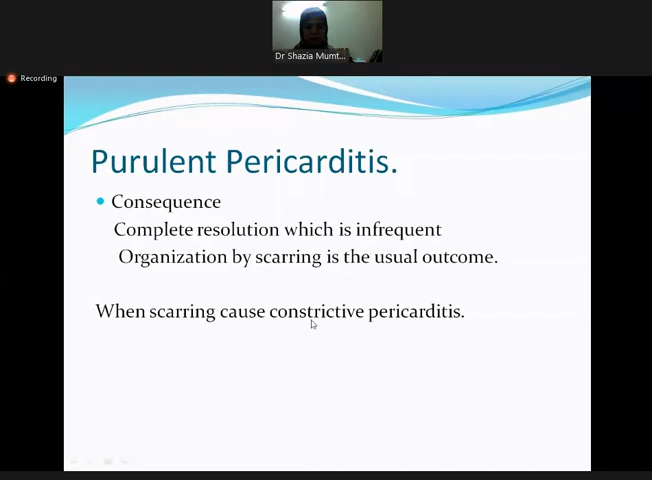 Dr Shazia Mumt...
Recording
Purulent Pericarditis.
Consequence
Complete resolution which is infrequent
Organization by scarring is the usual outcome.
When scarring cause constrictive pericarditis.